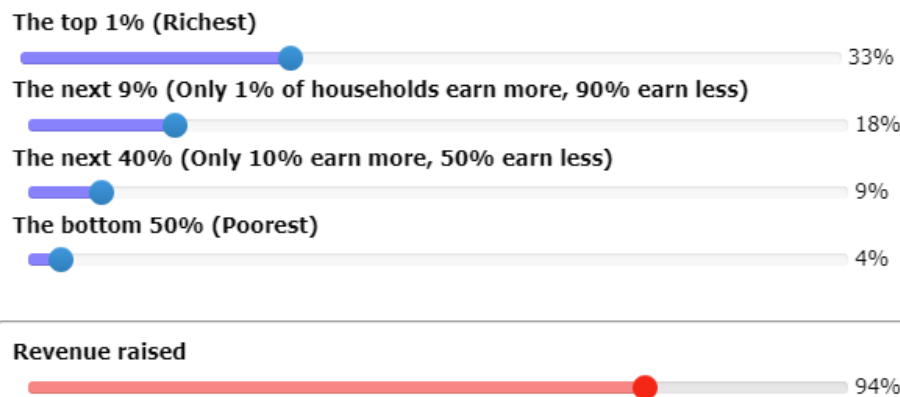 The top 1% (Richest)
33%
The next 9% (Only 1% of households earn more, 90% earn less)
18%
The next 40% (Only 10% earn more, 50% earn less)
9%
The bottom 50% (Poorest)
4%
Revenue raised
94%